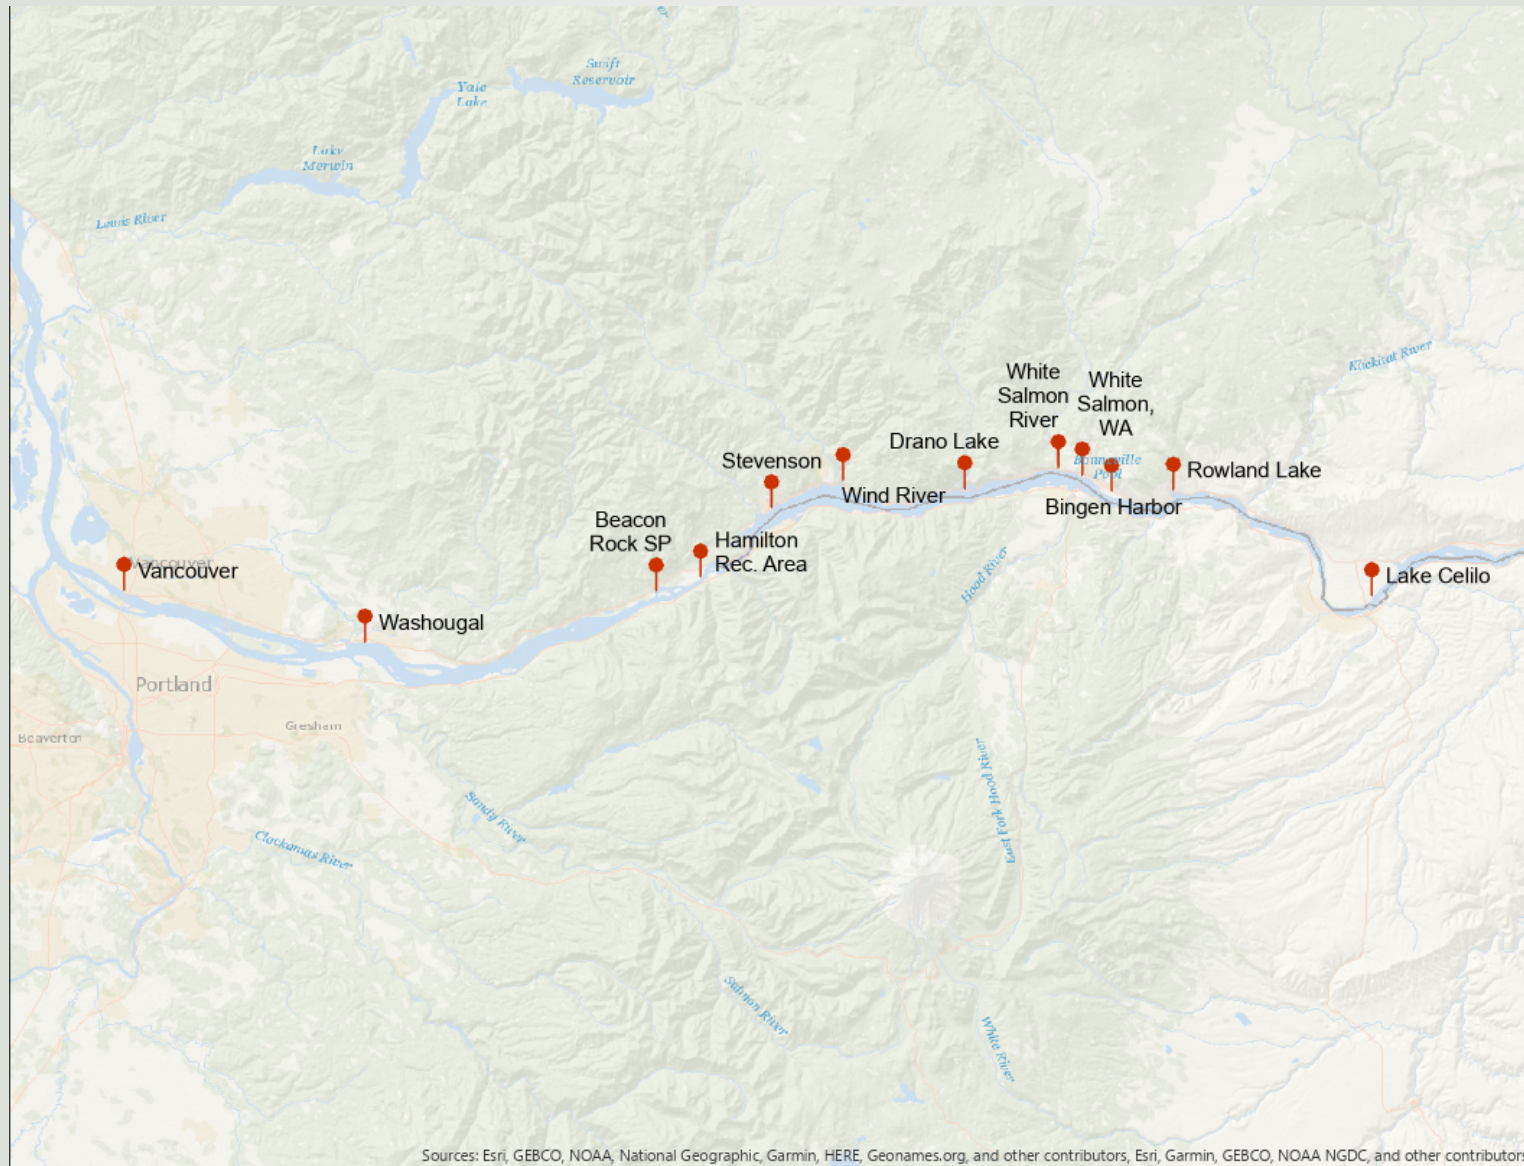 Swift
Reservoir
Yale
Lake
Lake
Merwin
Lewis River
Klickitat River
White
Salmon
River
White
Salmon,
WA
Drano Lake
Stevenson
Bonneville
Pool
Rowland Lake
Wind River
Bingen Harbor
Beacon
Rock SP
Hamilton
Rec. Area
Vancouver
Vancouver
Hood River
Lake Celilo
Washougal
Portland
Gresham
Beaverton
East Fork Hood River
Sandy River
Clackamas River
Salmon River
White River
Sources: Esri, GEBCO, NOAA, National Geographic, Garmin, HERE, Geonames.org, and other contributors, Esri, Garmin, GEBCO, NOAA NGDC, and other contributors